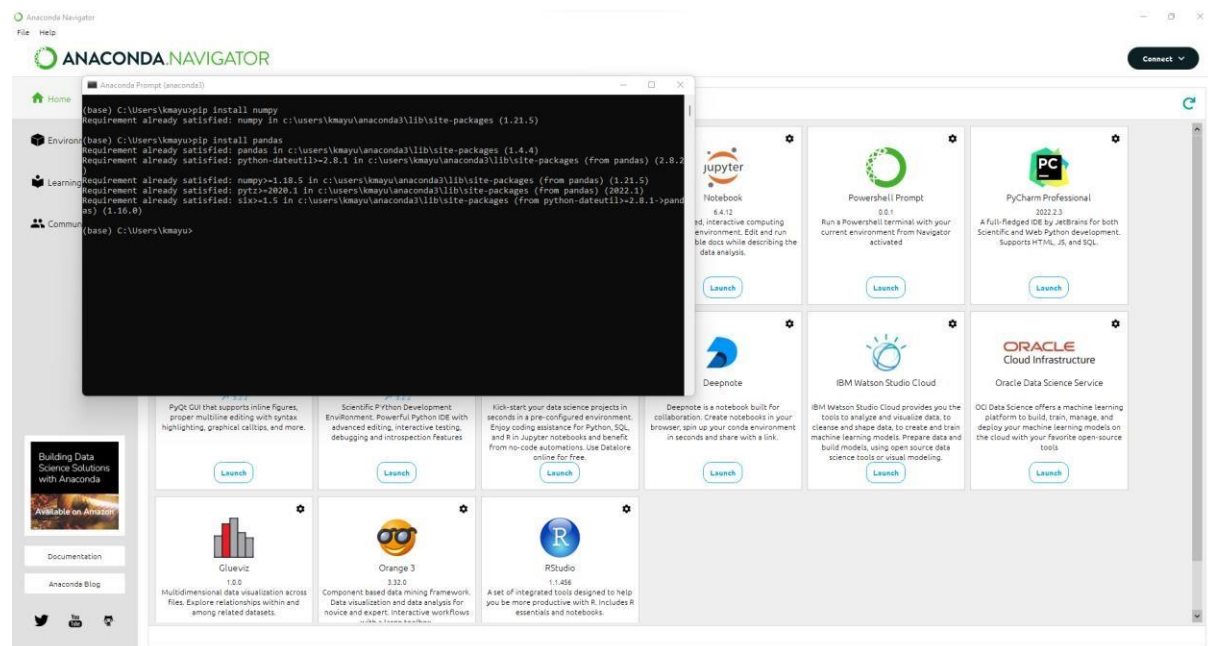 Anaconda Navigator
File Help
ANACONDA.NAVIGATOR
Connect
Home
Environ
Learning
Commun
Anaconda Prompt (anaconda3)
(base) C:\Users\kmayu>pip install numpy
Requirement already satisfied: numpy in c:\users\kmayu\anaconda3\lib\site-packages (1.21.5)
(base) C:\Users\kmayu>pip install pandas
Requirement already satisfied: pandas in c:\users\kmayu\anaconda3\lib\site-packages (1.4.4)
Requirement already satisfied: python-dateutil>=2.8.1 in c:\users\kmayu\anaconda3\lib\site-packages (from pandas) (2.8.2
)
Requirement already satisfied: numpy>=1.18.5 in c:\users\kmayu\anaconda3\lib\site-packages (from pandas) (1.21.5)
Requirement already satisfied: pytz>=2020.1 in c:\users\kmayu\anaconda3\lib\site-packages (from pandas) (2022.1)
Requirement already satisfied: six>=1.5 in c:\users\kmayu\anaconda3\lib\site-packages (from python-dateutil>=2.8.1->pand
as) (1.16.0)
(base) C:\Users\kmayu>
jupyter
Notebook
6.4.12
ed, interactive computing
environment. Edit and run
ble docs while describing the
data analysis.
Launch
Powershell Prompt
0.0.1
Run a Powershell terminal with your
current environment from Navigator
activated
Launch
PC
PyCharm Professional
2022.2.3
A full-fledged IDE by JetBrains for both
Scientific and Web Python development.
Supports HTML, JS, and SQL.
Launch
PyQt GUI that supports inline figures,
proper multiline editing with syntax
highlighting, graphical calltips, and more.
Launch
Scientific PYthon Development
EnviRonment. Powerful Python IDE with
advanced editing, interactive testing,
debugging and introspection features
Launch
Kick-start your data science projects in
seconds in a pre-configured environment.
Enjoy coding assistance for Python, SQL,
and R in Jupyter notebooks and benefit
from no-code automations. Use Datalore
online for free.
Launch
Deepnote
Deepnote is a notebook built for
collaboration. Create notebooks in your
browser, spin up your conda environment
in seconds and share with a link.
Launch
IBM Watson Studio Cloud
IBM Watson Studio Cloud provides you the
tools to analyze and visualize data, to
cleanse and shape data, to create and train
machine learning models. Prepare data and
build models, using open source data
science tools or visual modeling.
Launch
ORACLE
Cloud Infrastructure
Oracle Data Science Service
OCI Data Science offers a machine learning
platform to build, train, manage, and
deploy your machine learning models on
the cloud with your favorite open-source
tools
Launch
Building Data
Science Solutions
with Anaconda
Available on Amazon
Documentation
Anaconda Blog
You
Tube
Glueviz
1.0.0
Multidimensional data visualization across
files. Explore relationships within and
among related datasets.
Orange 3
3.32.0
Component based data mining framework.
Data visualization and data analysis for
novice and expert. Interactive workflows
R
RStudio
1.1.456
A set of integrated tools designed to help
you be more productive with R. Includes R
essentials and notebooks.